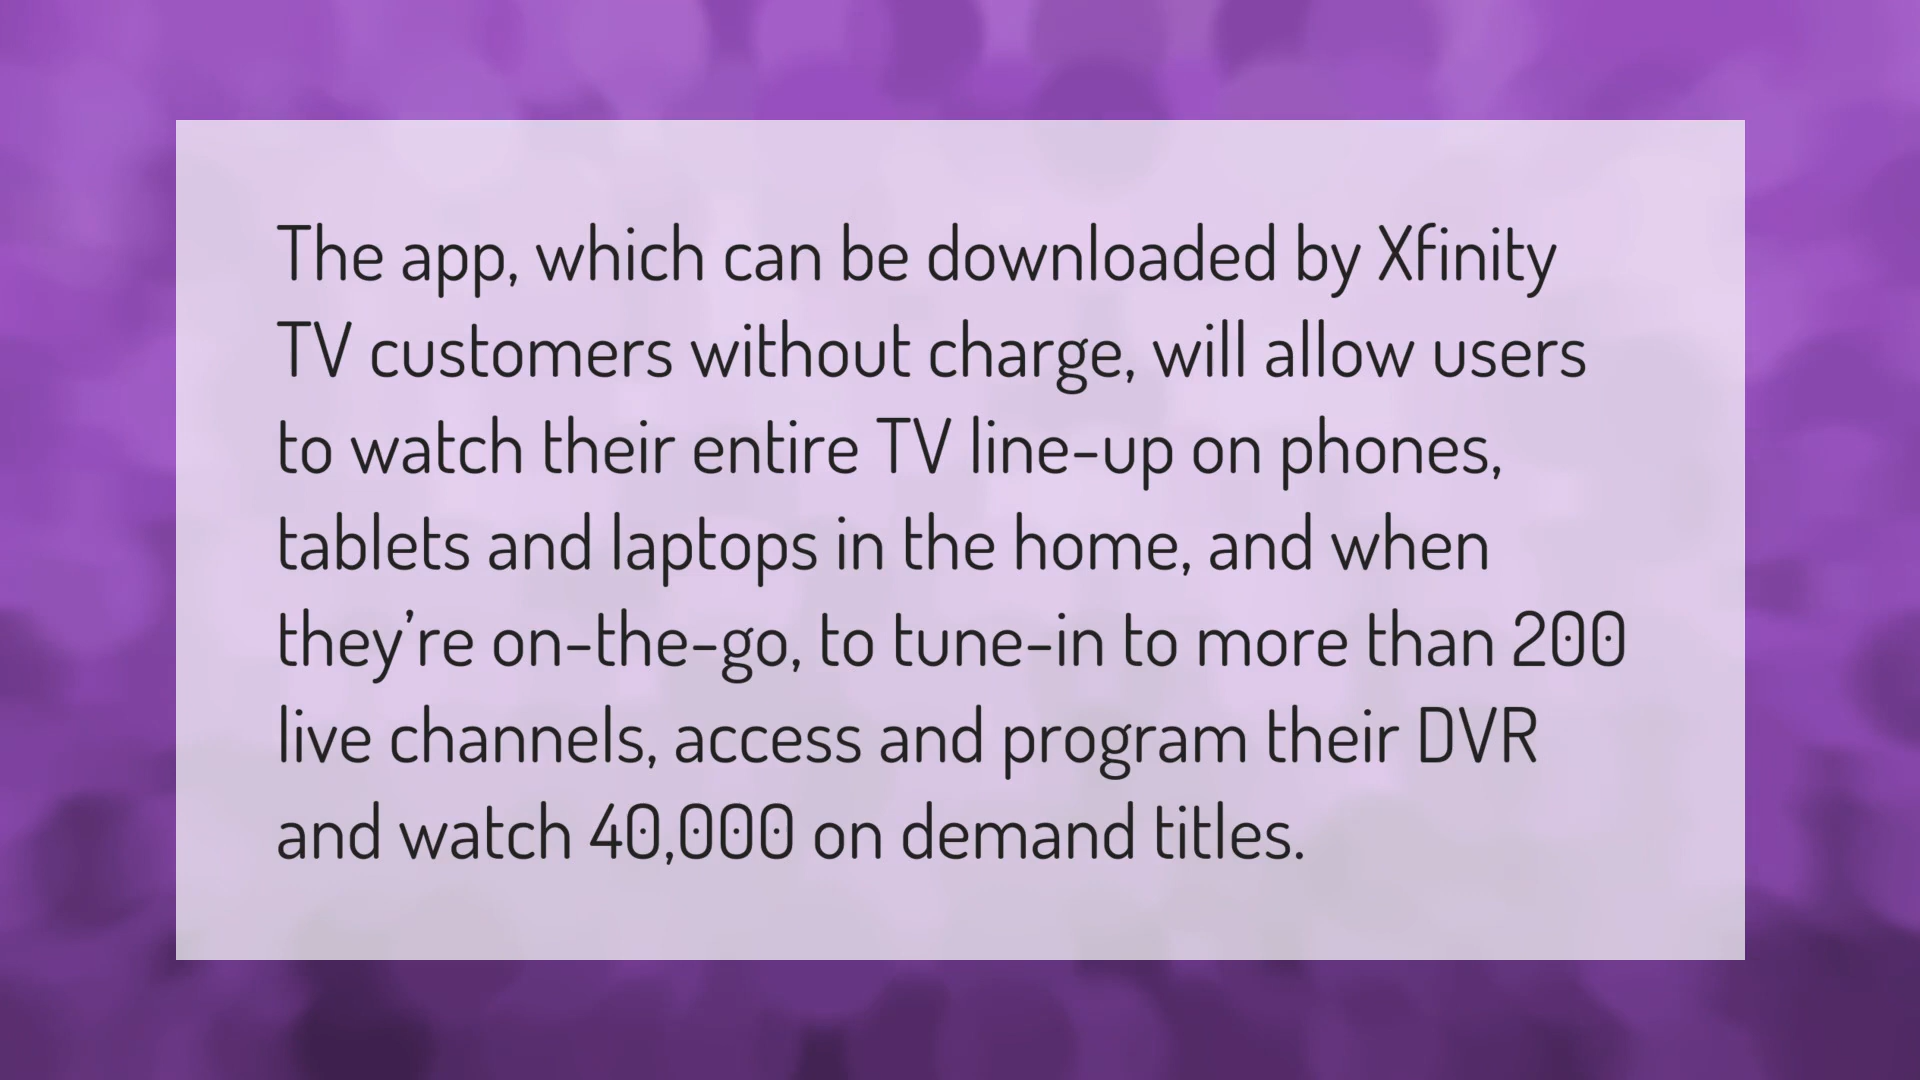 The app, which can be downloaded by Xfinity
TV customers without charge, will allow users
to watch their entire TV line-up on phones,
tablets and laptops in the home, and when
they’re on-the-go, to tune-in to more than 200
live channels, access and program their DVR
and watch 40,000 on demand titles.